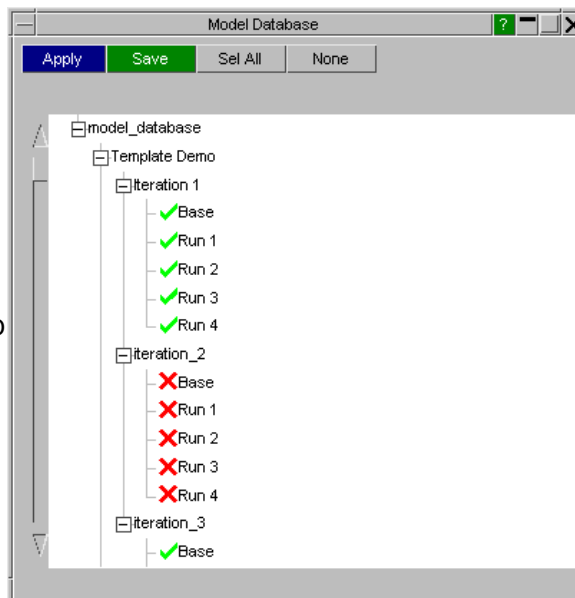 Model Database ?
Apply Save Sel All None
model_database
Template Demo
Iteration 1
Base
Run 1
Run 2
Run 3
Run 4
iteration_2
Base
Run 1
Run 2
Run 3
Run 4
iteration_3
Base